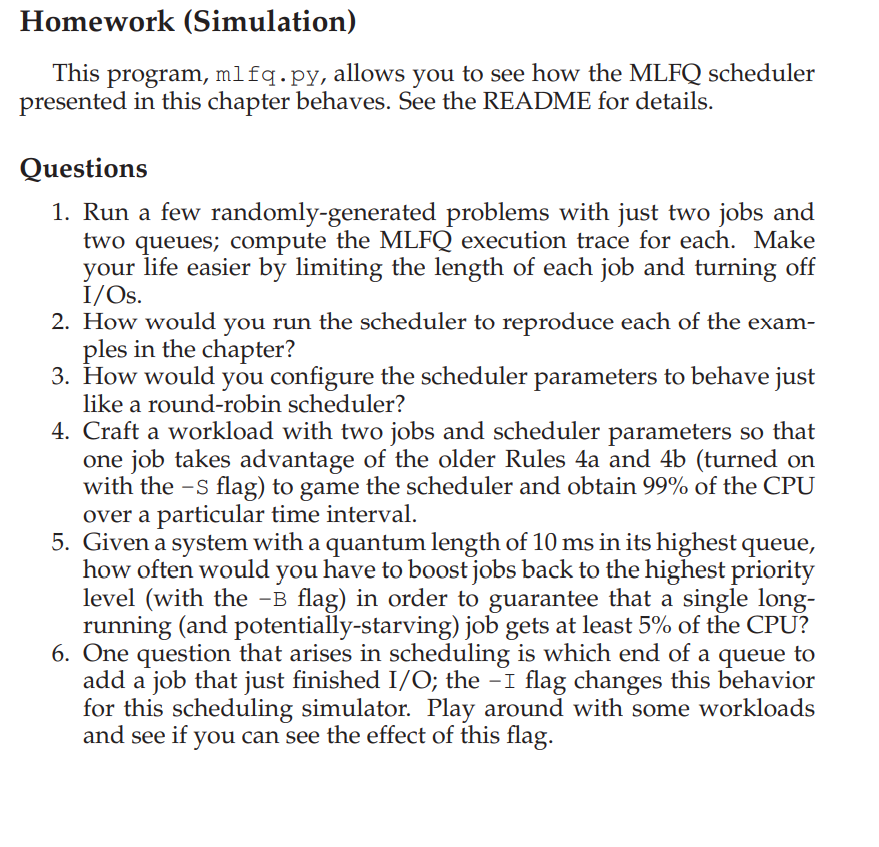 Homework (Simulation)
This program, mlfq.py, allows you to see how the MLFQ scheduler
presented in this chapter behaves. See the README for details.
Questions
1. Run a few randomly-generated problems with just two jobs and
two queues; compute the MLFQ execution trace for each. Make
your life easier by limiting the length of each job and turning off
I/Os.
2. How would you run the scheduler to reproduce each of the exam-
ples in the chapter?
3. How would you configure the scheduler parameters to behave just
like a round-robin scheduler?
4. Craft a workload with two jobs and scheduler parameters so that
one job takes advantage of the older Rules 4a and 4b (turned on
with the -S flag) to game the scheduler and obtain 99% of the CPU
over a particular time interval.
5. Given a system with a quantum length of 10 ms in its highest queue,
how often would you have to boost jobs back to the highest priority
level (with the -B flag) in order to guarantee that a single long-
running (and potentially-starving) job gets at least 5% of the CPU?
6. One question that arises in scheduling is which end of a queue to
add a job that just finished I/O; the -I flag changes this behavior
for this scheduling simulator. Play around with some workloads
and see if you can see the effect of this flag.